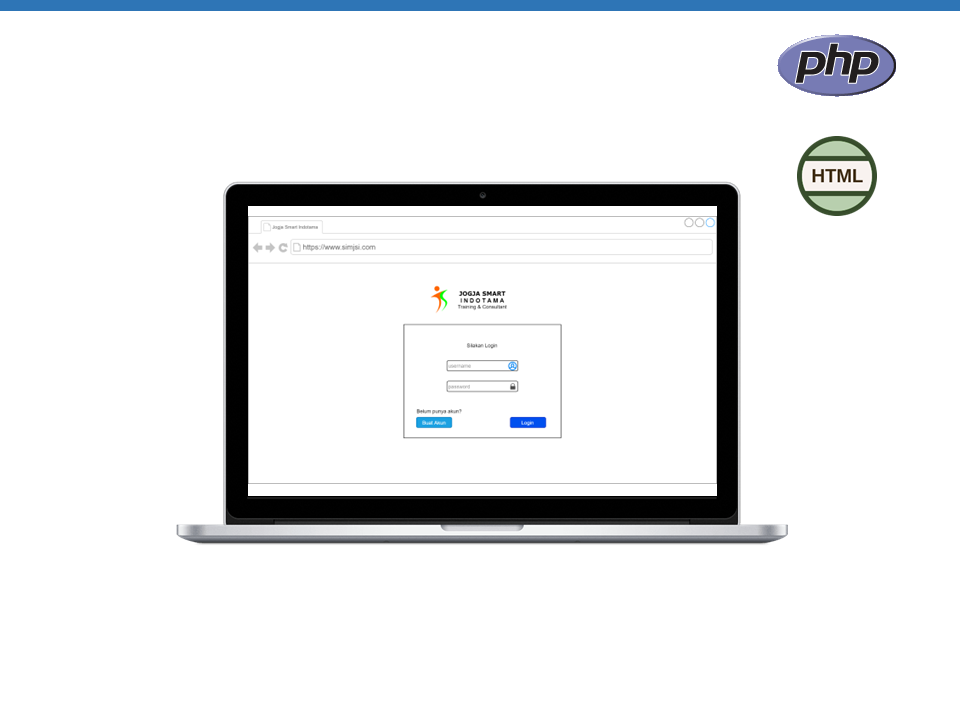 php
HTML
Jogja Smart Indotama
https://www.simjsi.com
JOGJA SMART
INDOTAMA
Training & Consultant
Silakan Login
username
password
Belum punya akun?
Buat Akun
Login